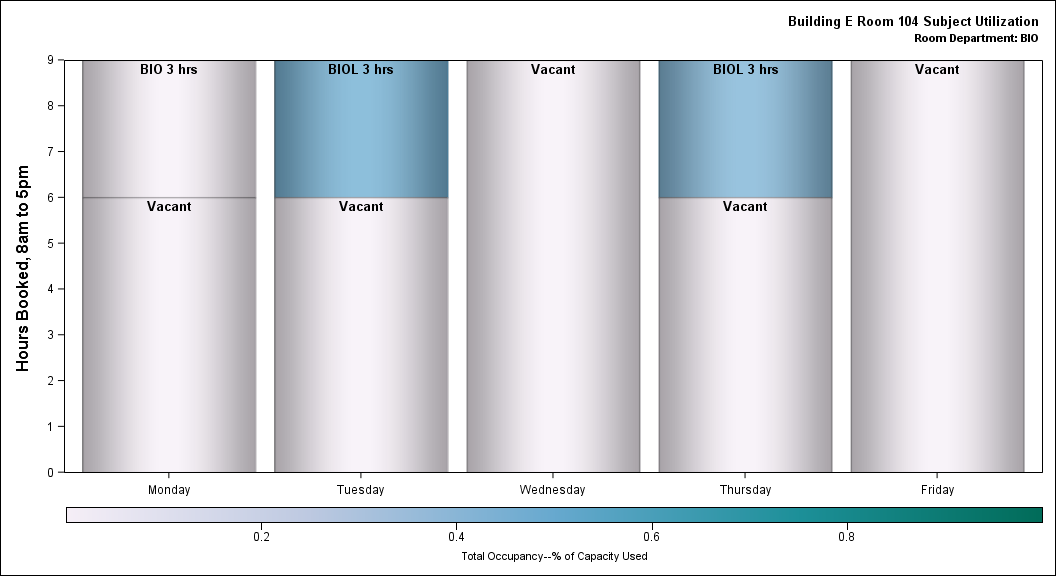 Building E Room 104 Subject Utilization
Room Department: BIO
Hours Booked, 8am to 5pm
9
8
7
6
5
4
3
2
1
0
BIO 3 hrs
BIOL 3 hrs
Vacant
BIOL 3 hrs
Vacant
Vacant
Vacant
Vacant
Monday
Tuesday
Wednesday
Thursday
Friday
0.2
0.4
0.6
0.8
Total Occupancy--% of Capacity Used